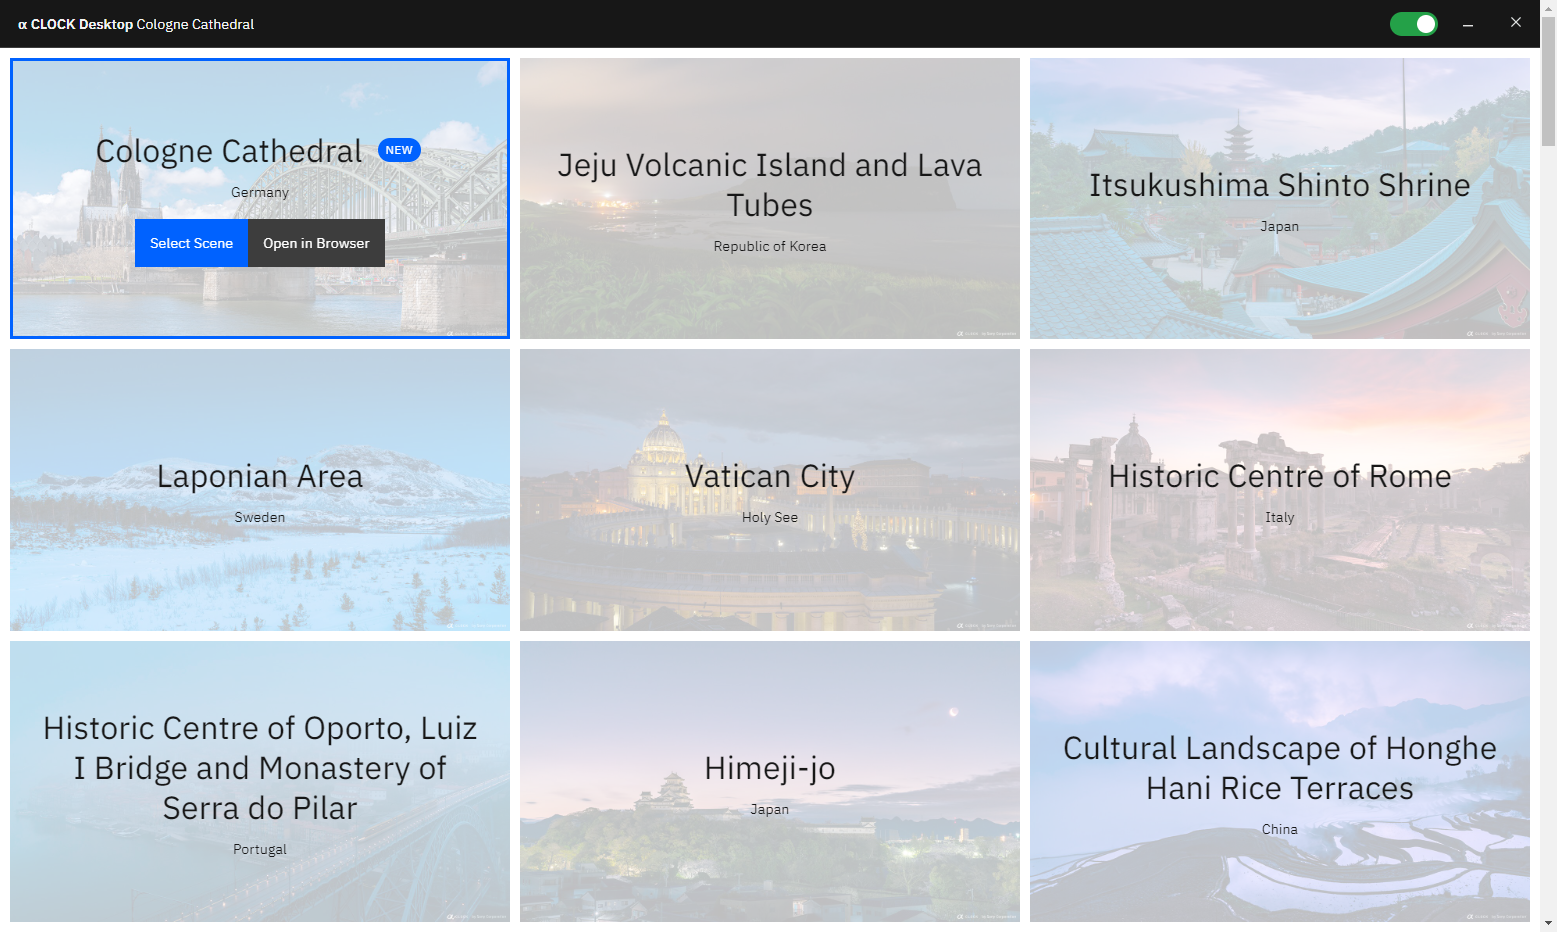 α CLOCK Desktop Cologne Cathedral
Cologne Cathedral NEW
Germany
Select Scene Open in Browser
Jeju Volcanic Island and Lava
Tubes
Republic of Korea
Itsukushima Shinto Shrine
Japan
Laponian Area
Sweden
Vatican City
Holy See
Historic Centre of Rome
Italy
Historic Centre of Oporto, Luiz
I Bridge and Monastery of
Serra do Pilar
Portugal
Himeji-jo
Japan
Cultural Landscape of Honghe
Hani Rice Terraces
China